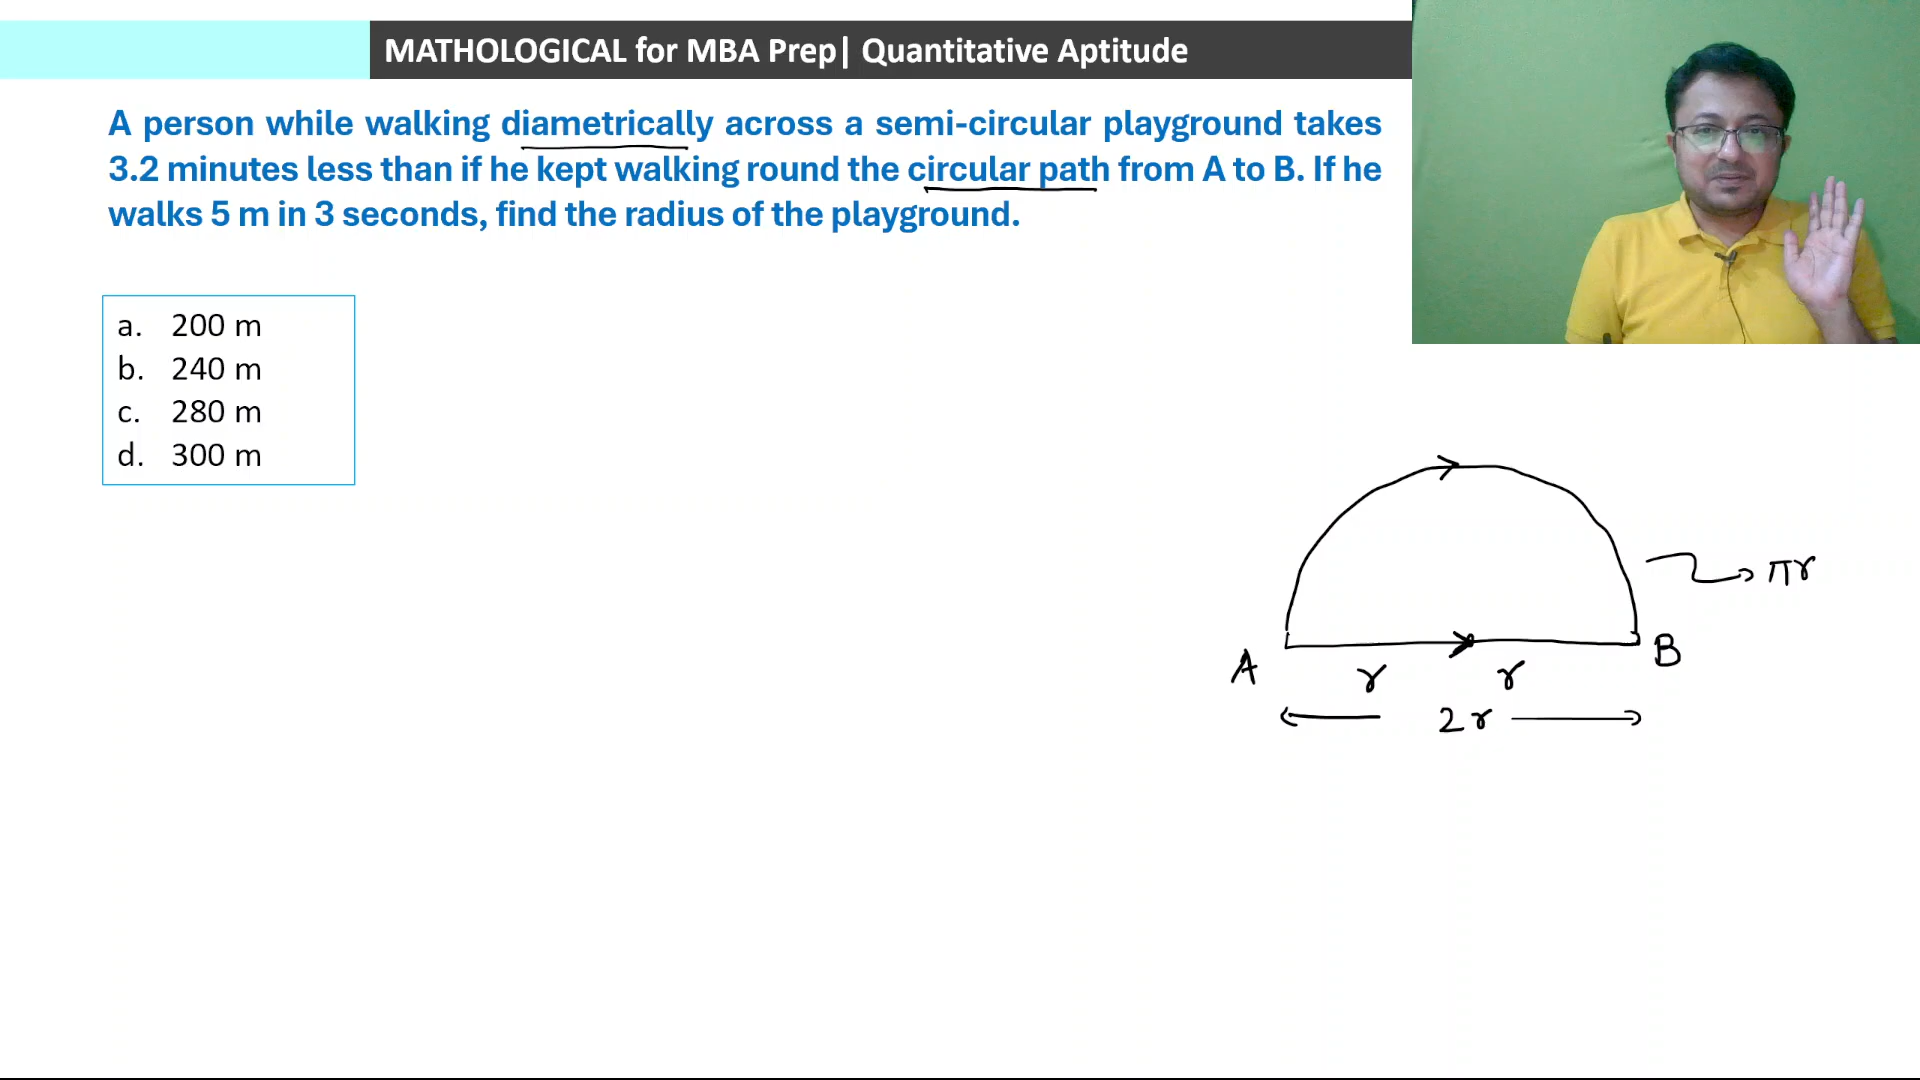 MATHOLOGICAL for MBA Prep| Quantitative Aptitude
A person while walking diametrically across a semi-circular playground takes
3.2 minutes less than if he kept walking round the circular path from A to B. If he
walks 5 m in 3 seconds, find the radius of the playground.
a. 200 m
b. 240 m
c. 280 m
d. 300 m
πr
A B
r r
2r